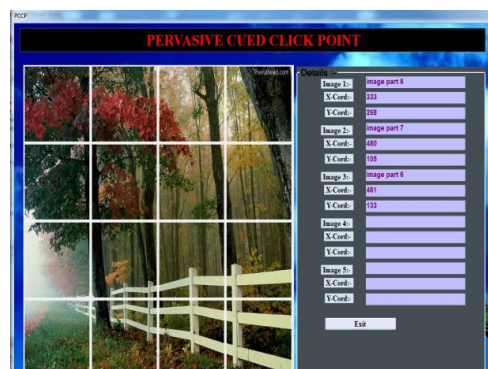 PCCP
PERVASIVE CUED CLICK POINT
Pixelthead.com
Details :-
Image 1:- image part 6
X-Cord:- 333
Y-Cord:- 268
Image 2:- image part 7
X-Cord:- 480
Y-Cord:- 105
Image 3:- image part 6
X-Cord:- 481
Y-Cord:- 133
Image 4:-
X-Cord:-
Y-Cord:-
Image 5:-
X-Cord:-
Y-Cord:-
Exit